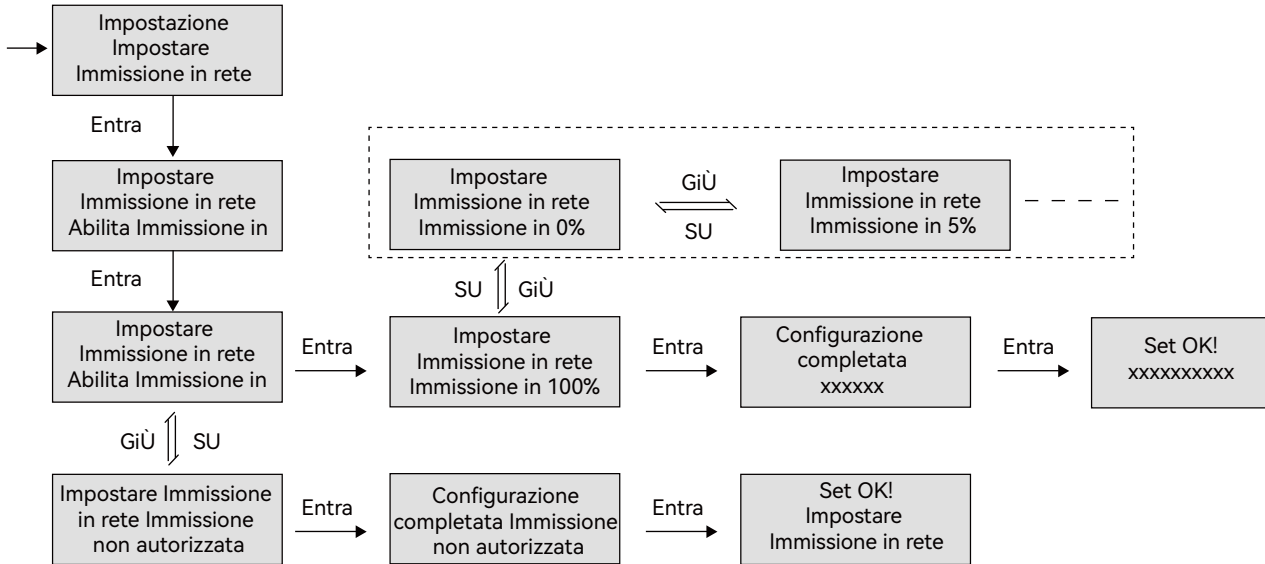 Impostazione
Impostare
Immissione in rete
Entra
Impostare
Immissione in rete
Abilita Immissione in
Impostare
Immissione in rete
Immissione in 0%
GiÙ
SU
Impostare
Immissione in rete
Immissione in 5%
Entra
SU
GiÙ
Impostare
Immissione in rete
Abilita Immissione in
Entra
Impostare
Immissione in rete
Immissione in 100%
Entra
Configurazione
completata
xxxxxx
Entra
Set OK!
xxxxxxxxxx
GiÙ
SU
Impostare Immissione
in rete Immissione
non autorizzata
Entra
Configurazione
completata Immissione
non autorizzata
Entra
Set OK!
Impostare
Immissione in rete